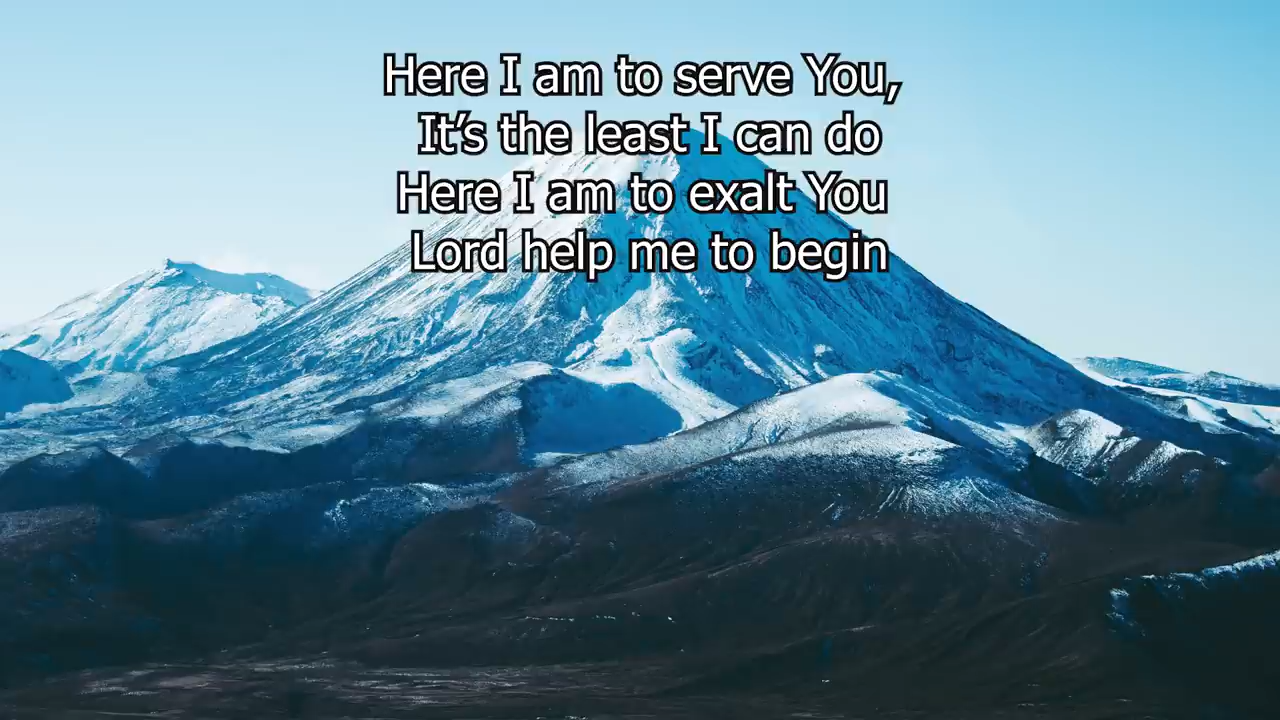 Here I am to serve You,
It’s the least I can do
Here I am to exalt You
Lord help me to begin